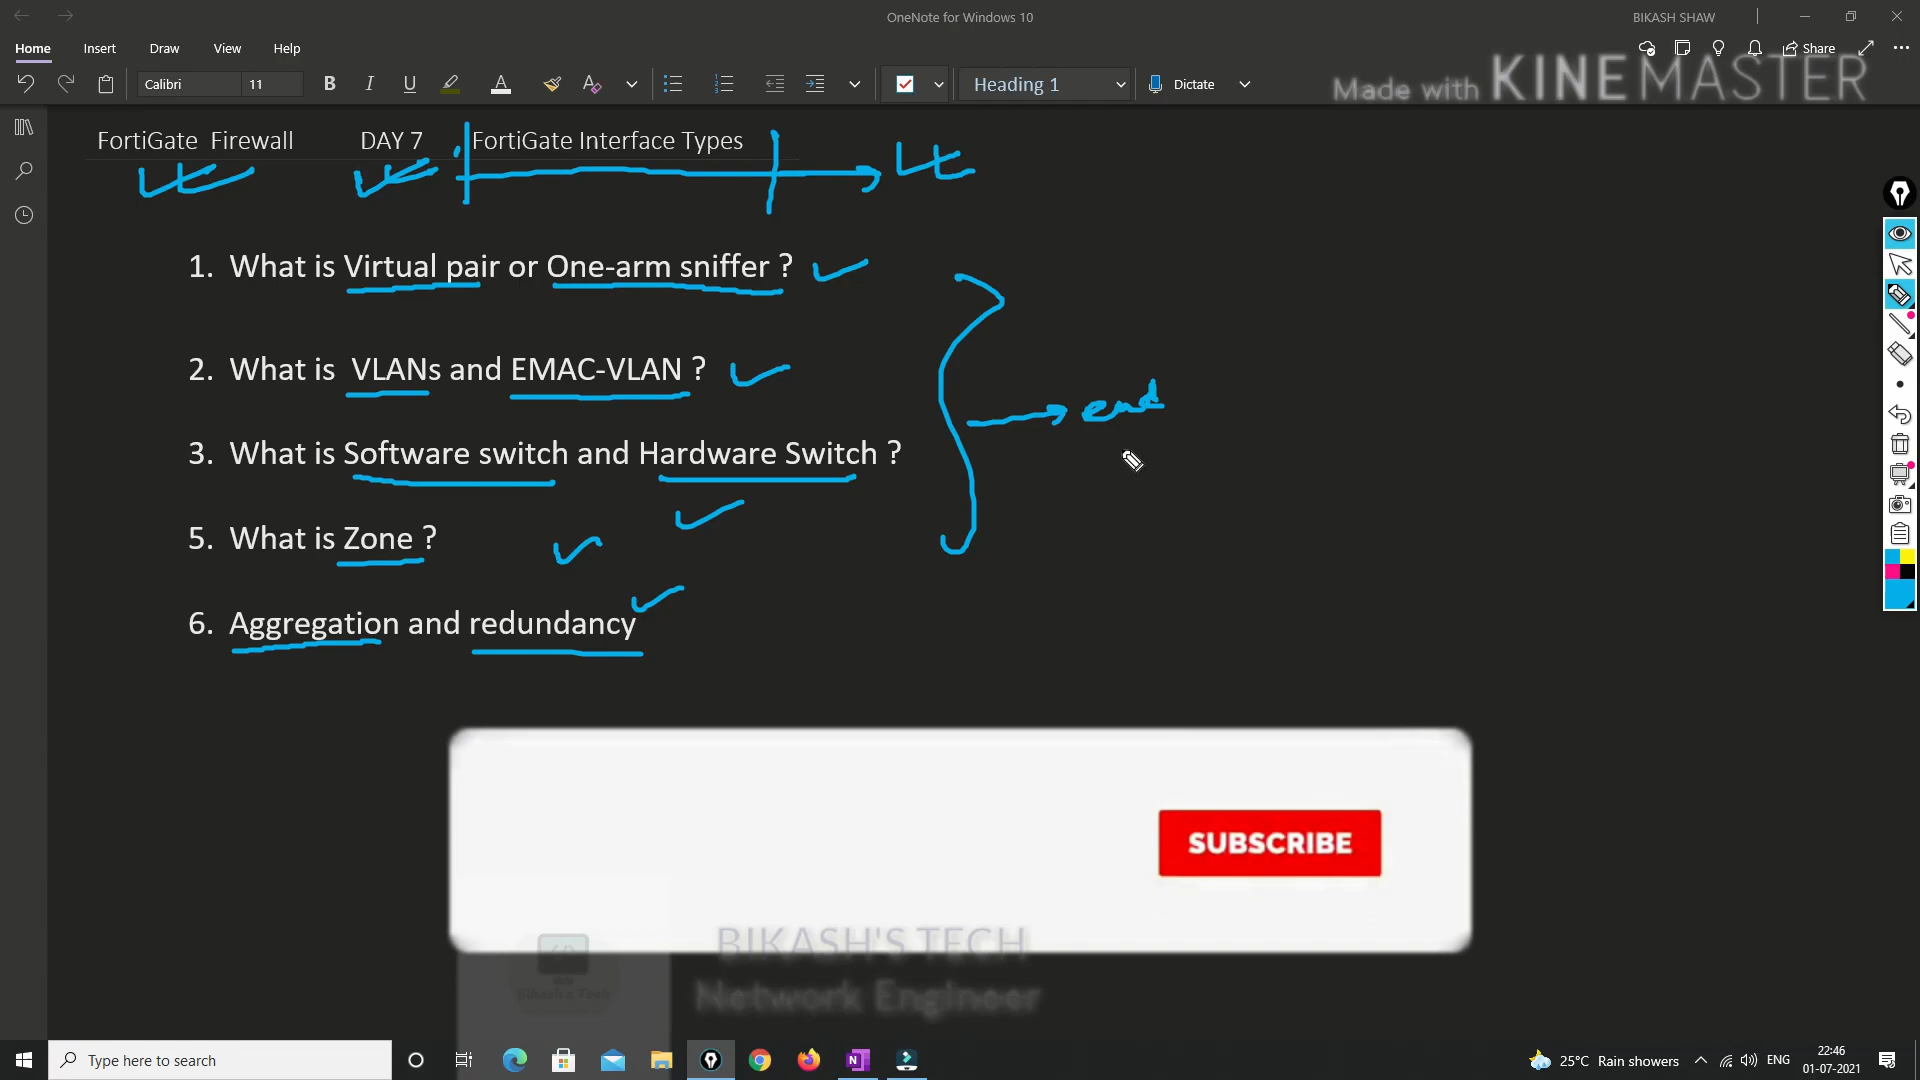 OneNote for Windows 10
BIKASH SHAW
Home Insert Draw View Help
Share
Calibri 11 B I U A A Heading 1 Dictate
Made with KINEMASTER
FortiGate Firewall DAY 7 FortiGate Interface Types
1. What is Virtual pair or One-arm sniffer ?
2. What is VLANs and EMAC-VLAN ?
end
3. What is Software switch and Hardware Switch ?
5. What is Zone ?
6. Aggregation and redundancy
SUBSCRIBE
BIKASH'S TECH
Bikash's Tech
Network Engineer
Type here to search
25°C Rain showers
ENG
22:46
01-07-2021